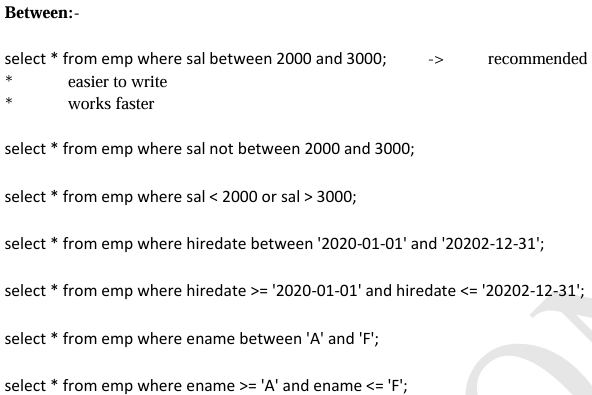 Between:-
select * from emp where sal between 2000 and 3000; -> recommended
* easier to write
* works faster
select * from emp where sal not between 2000 and 3000;
select * from emp where sal < 2000 or sal > 3000;
select * from emp where hiredate between '2020-01-01' and '20202-12-31';
select * from emp where hiredate >= '2020-01-01' and hiredate <= '20202-12-31';
select * from emp where ename between 'A' and 'F';
select * from emp where ename >= 'A' and ename <= 'F';